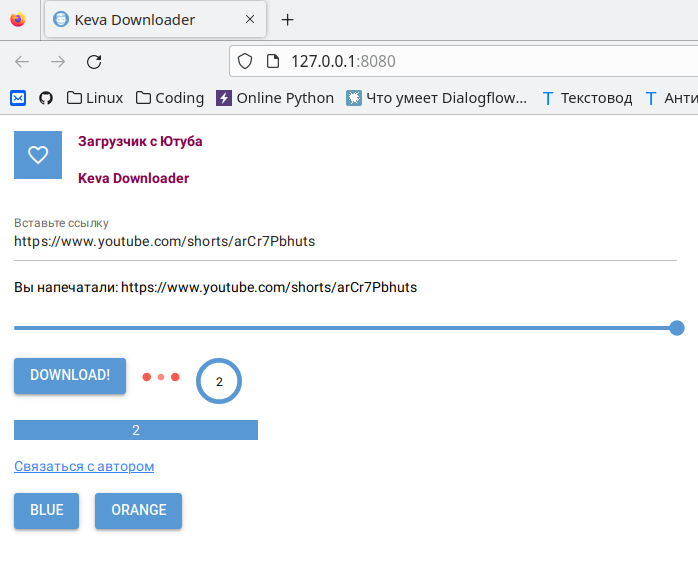 Keva Downloader
127.0.0.1:8080
Linux
Coding
Online Python
Что умеет Dialogflow...
Текстовод
Анти
Загрузчик с Ютуба
Keva Downloader
Вставьте ссылку
https://www.youtube.com/shorts/arCr7Pbhuts
Вы напечатали: https://www.youtube.com/shorts/arCr7Pbhuts
DOWNLOAD!
2
2
Связаться с автором
BLUE
ORANGE